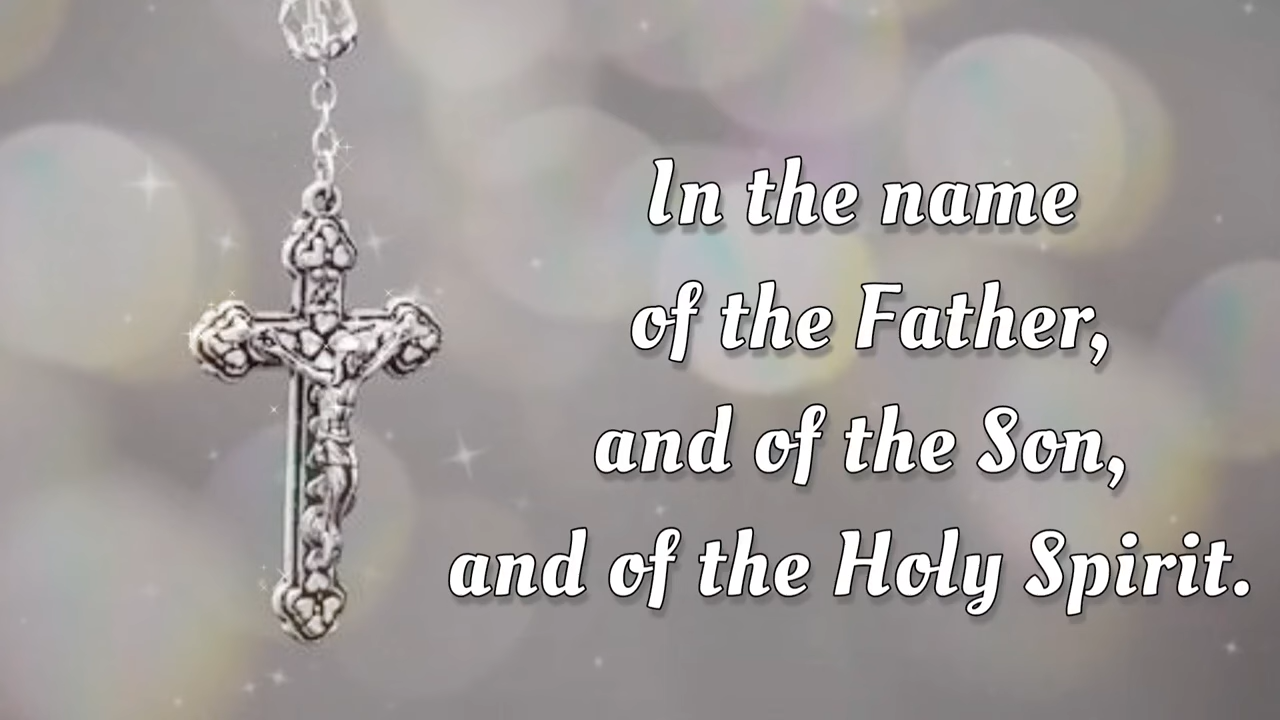 In the name
of the Father,
and of the Son,
and of the Holy Spirit.